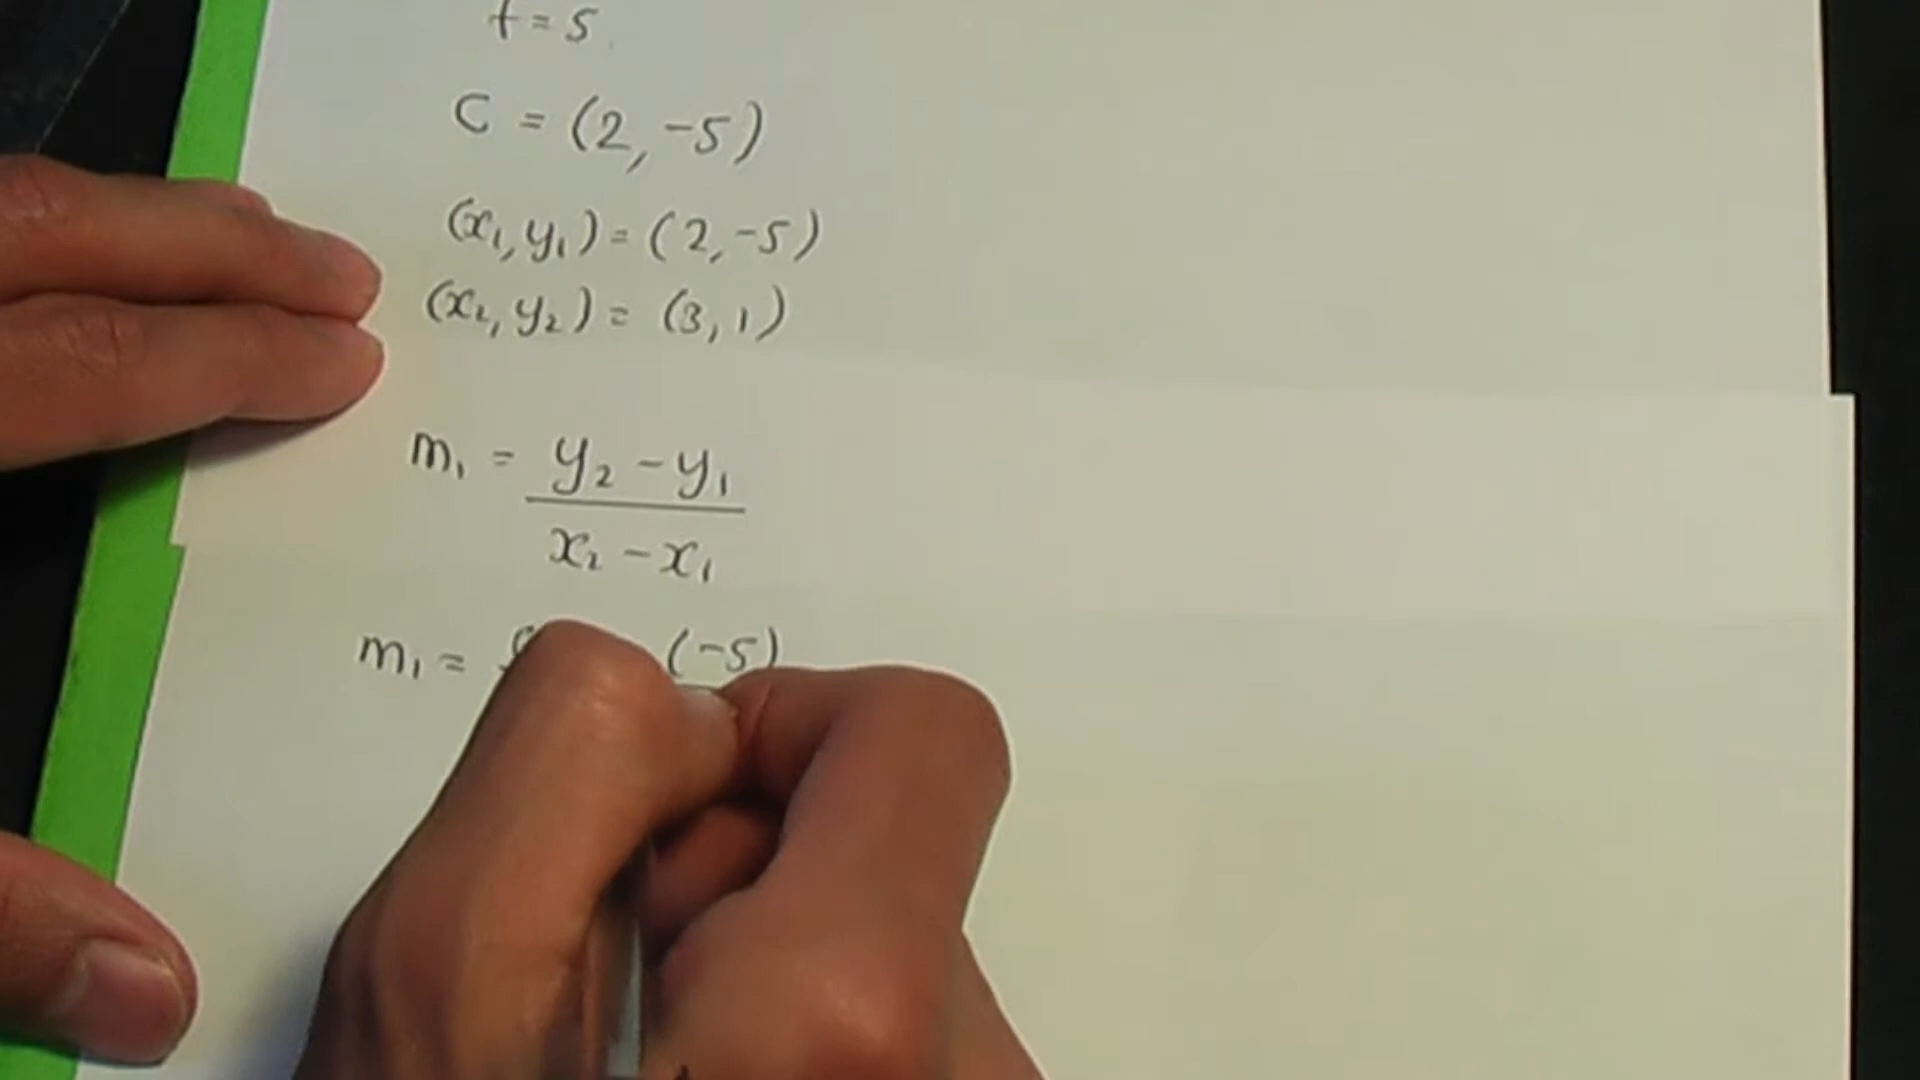 f = 5
C = (2, -5)
(x₁, y₁) = (2, -5)
(x₂, y₂) = (3, 1)
m₁ = y₂ - y₁
x₂ - x₁
m₁ = (-5)